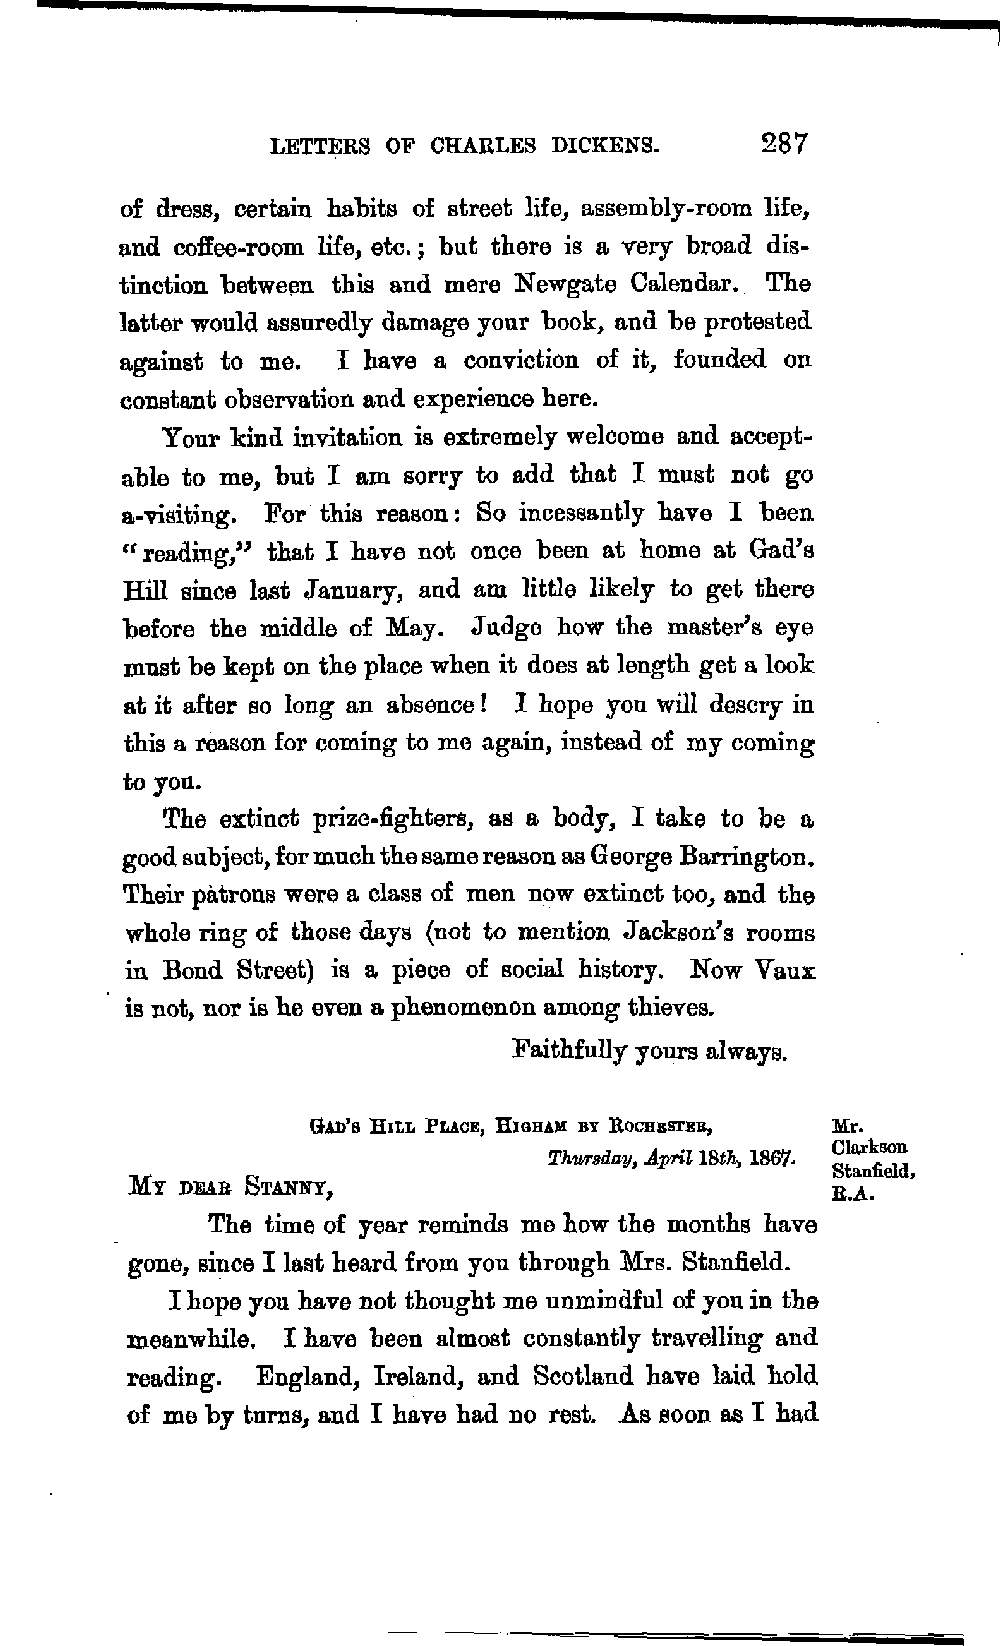 LETTERS OF CHARLES DICKENS. 287
of dress, certain habits of street life, assembly-room life,
and coffee-room life, etc.; but there is a very broad dis-
tinction between this and mere Newgate Calendar. The
latter would assuredly damage your book, and be protested
against to me. I have a conviction of it, founded on
constant observation and experience here.
Your kind invitation is extremely welcome and accept-
able to me, but I am sorry to add that I must not go
a-visiting. For this reason: So incessantly have I been
“reading,” that I have not once been at home at Gad's
Hill since last January, and am little likely to get there
before the middle of May. Judge how the master's eye
must be kept on the place when it does at length get a look
at it after so long an absence! I hope you will descry in
this a reason for coming to me again, instead of my coming
to you.
The extinct prize-fighters, as a body, I take to be a
good subject, for much the same reason as George Barrington.
Their patrons were a class of men now extinct too, and the
whole ring of those days (not to mention Jackson's rooms
in Bond Street) is a piece of social history. Now Vaux
is not, nor is he even a phenomenon among thieves.
Faithfully yours always.
GAD'S HILL PLACE, HIGHAM BY ROCHESTER,
Thursday, April 18th, 1867.
Mr.
Clarkson
Stanfield,
R.A.
MY DEAR STANNY,
The time of year reminds me how the months have
gone, since I last heard from you through Mrs. Stanfield.
I hope you have not thought me unmindful of you in the
meanwhile. I have been almost constantly travelling and
reading. England, Ireland, and Scotland have laid hold
of me by turns, and I have had no rest. As soon as I had